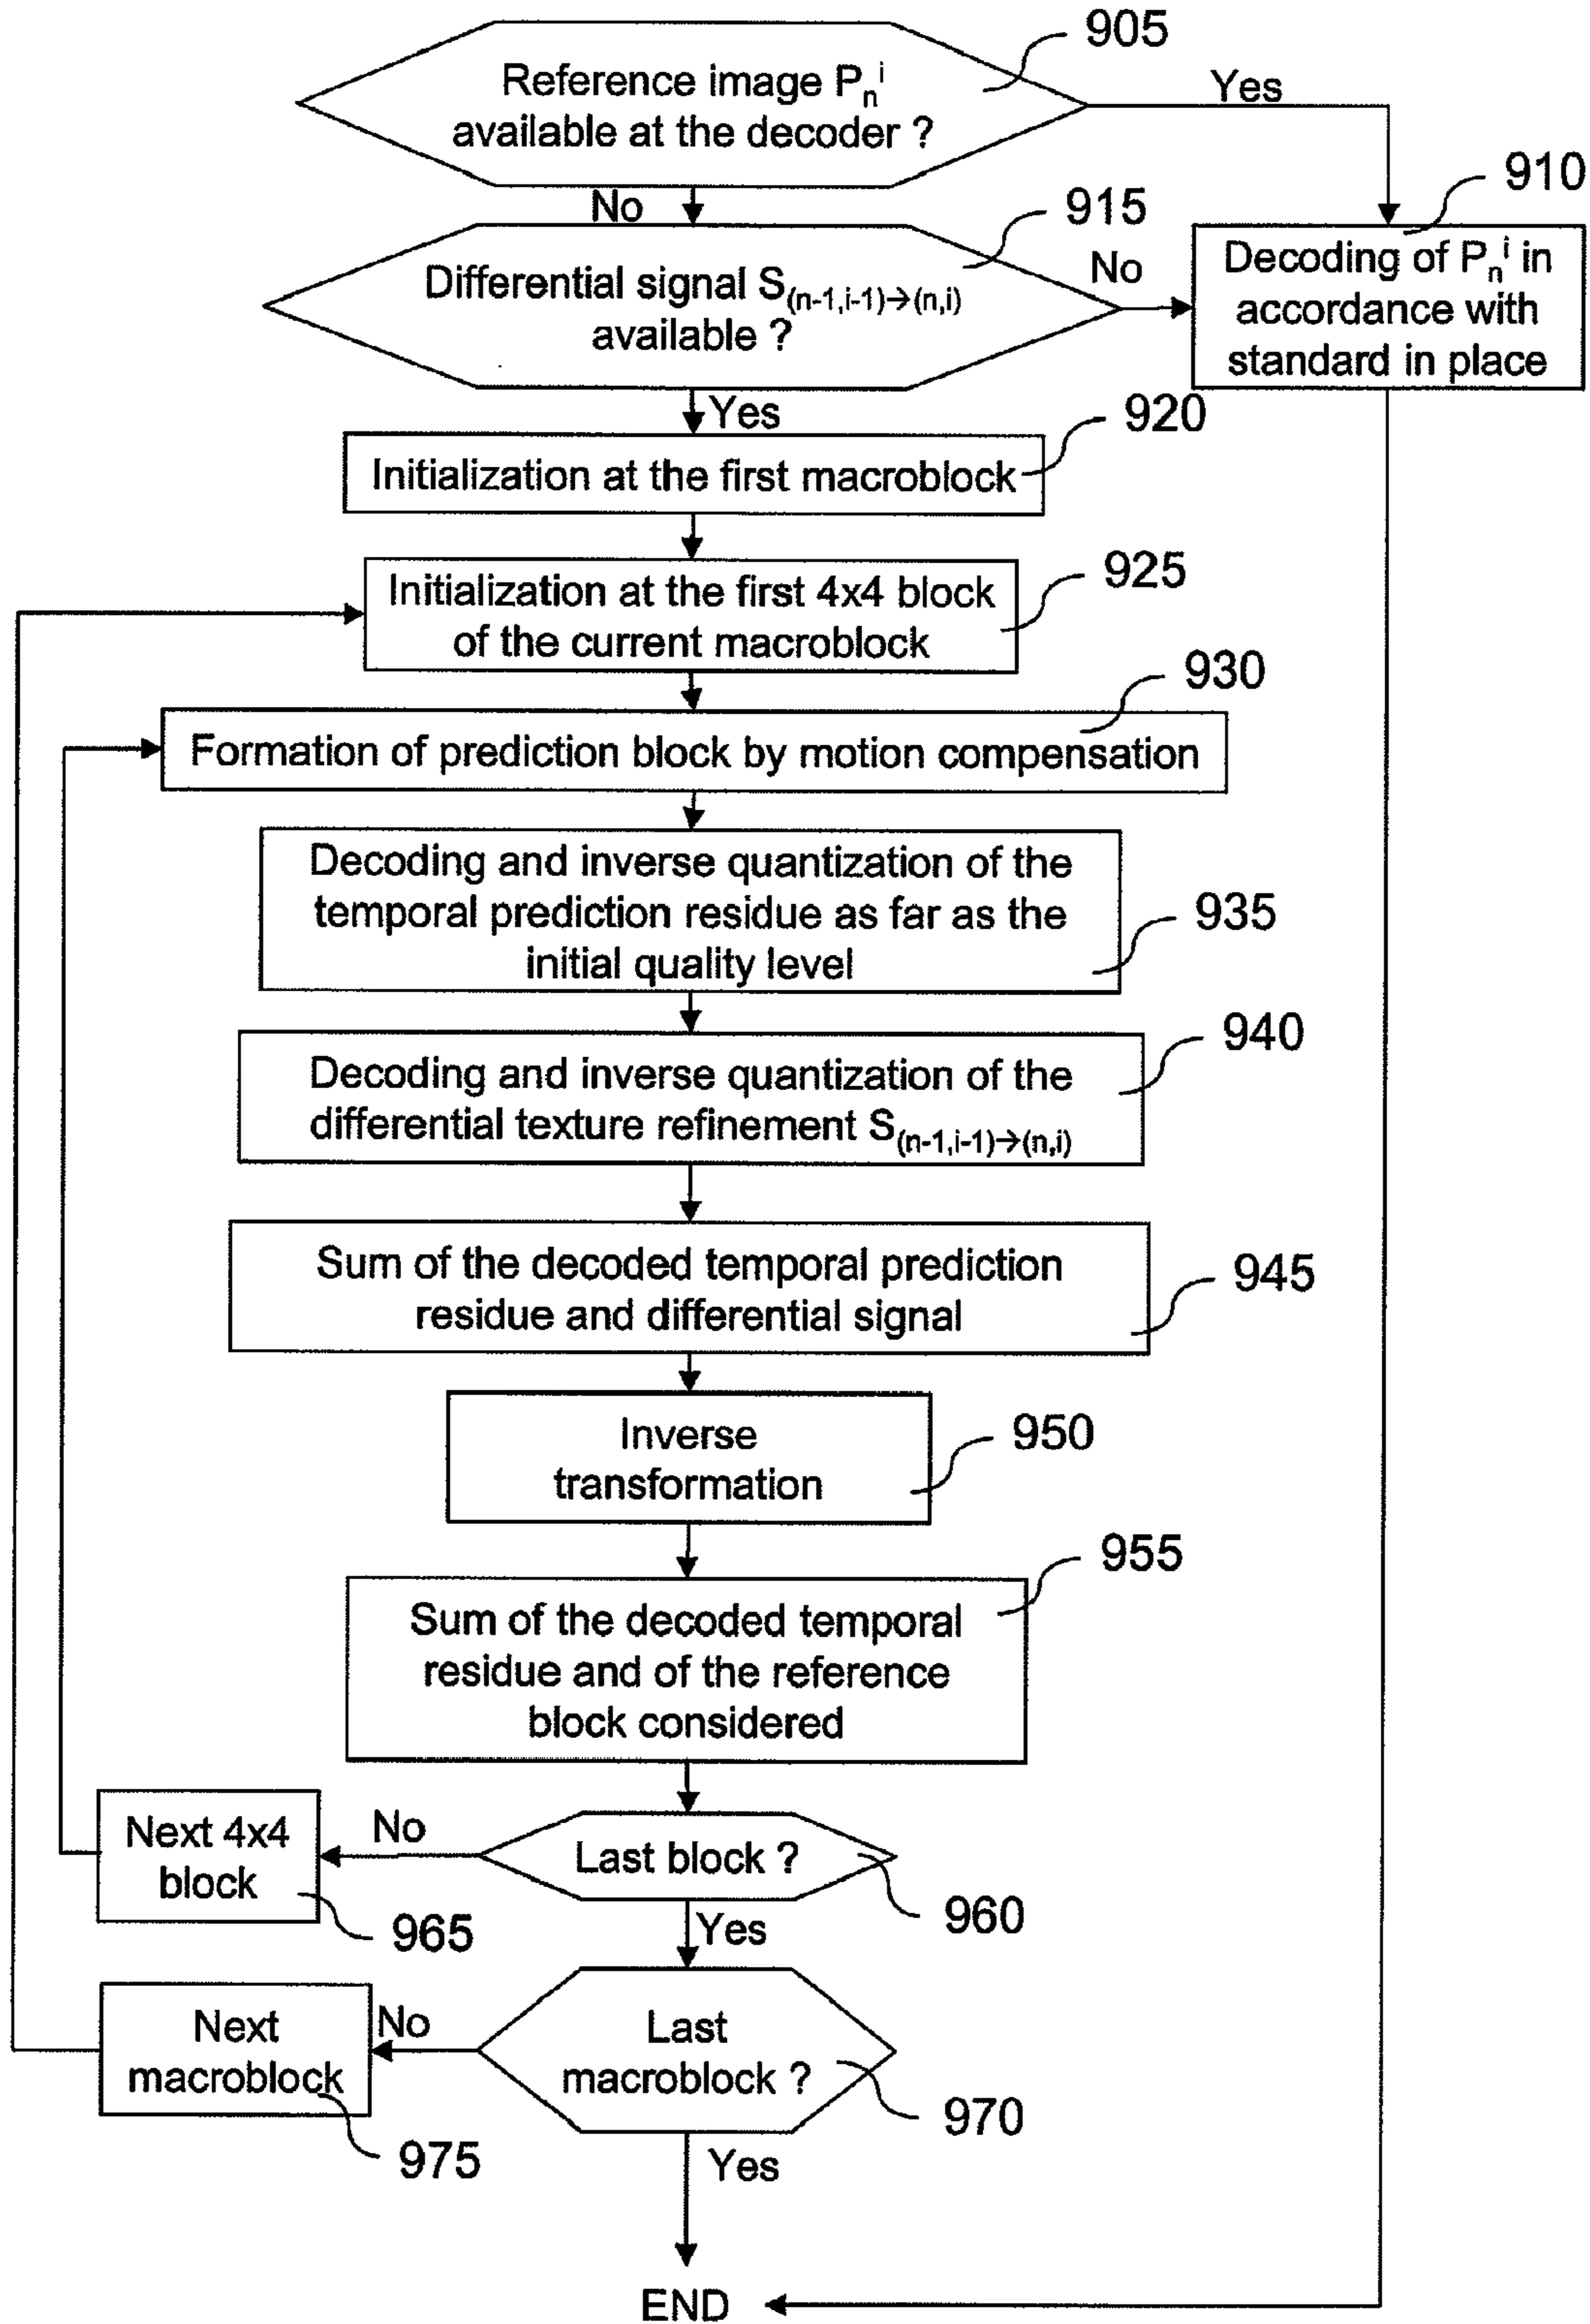 905
Reference image Pₙⁱ
available at the decoder ?
Yes
No
910
Decoding of Pₙⁱ in
accordance with
standard in place
915
Differential signal S₍ₙ₋₁,ᵢ₋₁₎→₍ₙ,ᵢ₎
available ?
No
Yes
920
Initialization at the first macroblock
925
Initialization at the first 4x4 block
of the current macroblock
930
Formation of prediction block by motion compensation
Decoding and inverse quantization of the
temporal prediction residue as far as the
initial quality level
935
940
Decoding and inverse quantization of the
differential texture refinement S₍ₙ₋₁,ᵢ₋₁₎→₍ₙ,ᵢ₎
Sum of the decoded temporal prediction
residue and differential signal
945
Inverse
transformation
950
955
Sum of the decoded temporal
residue and of the reference
block considered
Next 4x4
block
965
No
Last block ?
960
Yes
Next
macroblock
975
No
Last
macroblock ?
970
Yes
END